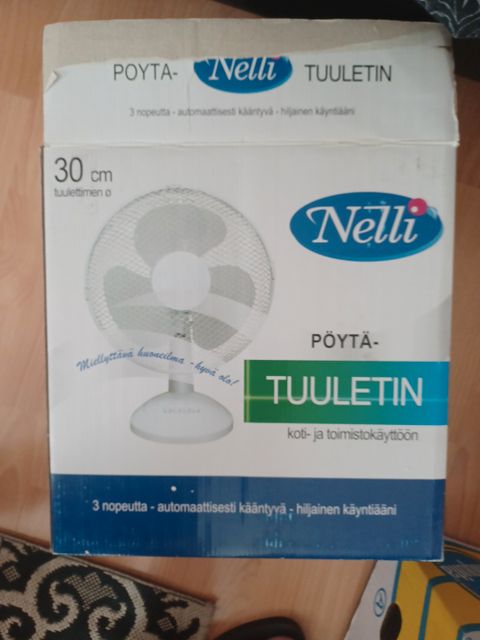 PÖYTÄ- Nelli TUULETIN
3 nopeutta - automaattisesti kääntyvä - hiljainen käyntiääni
30 cm
tuulettimen ø
Nelli
Miellyttävä huoneilma - hyvä olo!
PÖYTÄ-
TUULETIN
koti- ja toimistokäyttöön
3 nopeutta - automaattisesti kääntyvä - hiljainen käyntiääni